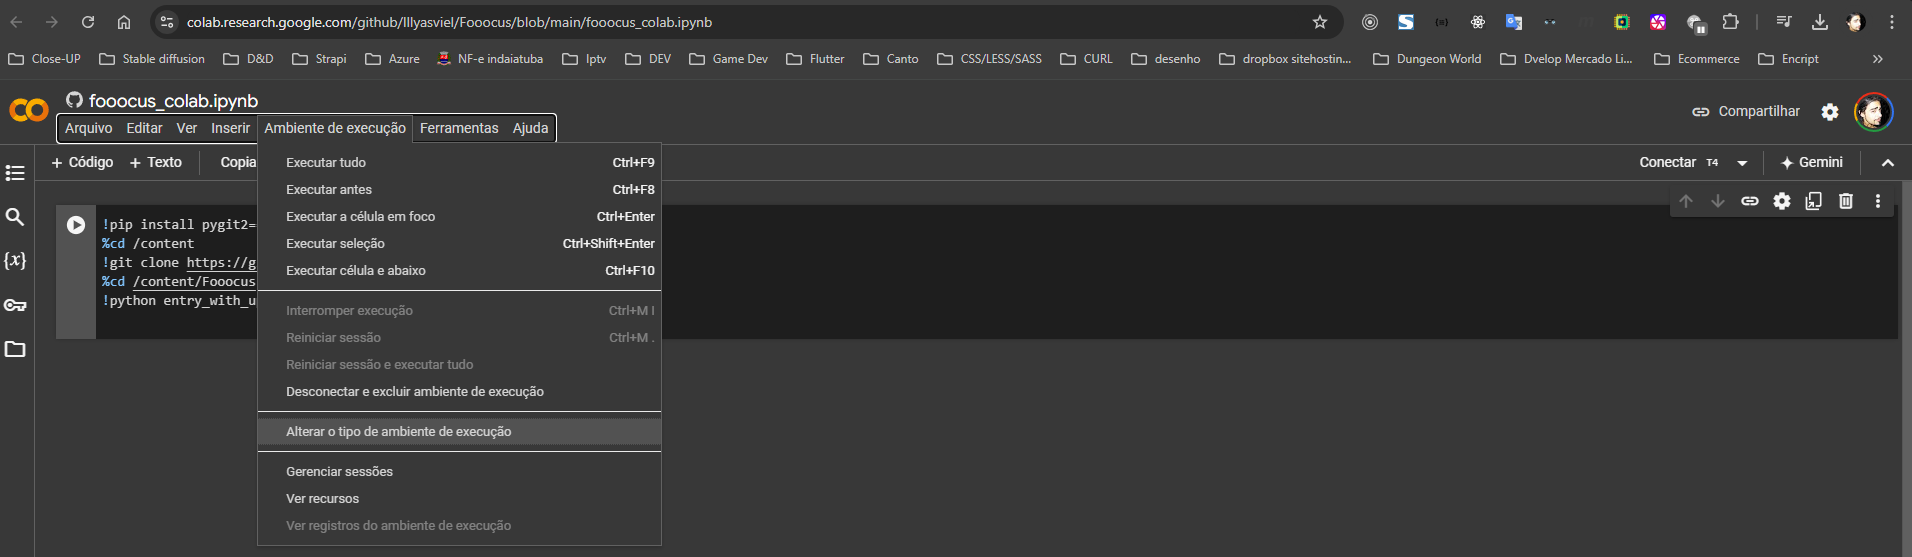 colab.research.google.com/github/lllyasviel/Fooocus/blob/main/fooocus_colab.ipynb
Close-UP Stable diffusion D&D Strapi Azure NF-e indaiatuba Iptv DEV Game Dev Flutter Canto CSS/LESS/SASS CURL desenho dropbox sitehostin... Dungeon World Dvelop Mercado Li... Ecommerce Encript »
CO fooocus_colab.ipynb
Compartilhar
Arquivo Editar Ver Inserir Ambiente de execução Ferramentas Ajuda
+ Código + Texto Copia
Conectar T4 Gemini
Executar tudo Ctrl+F9
Executar antes Ctrl+F8
Executar a célula em foco Ctrl+Enter
Executar seleção Ctrl+Shift+Enter
Executar célula e abaixo Ctrl+F10
Interromper execução Ctrl+M I
Reiniciar sessão Ctrl+M .
Reiniciar sessão e executar tudo
Desconectar e excluir ambiente de execução
Alterar o tipo de ambiente de execução
Gerenciar sessões
Ver recursos
Ver registros do ambiente de execução
{x}
!pip install pygit2=
%cd /content
!git clone https://g
%cd /content/Fooocus
!python entry_with_u